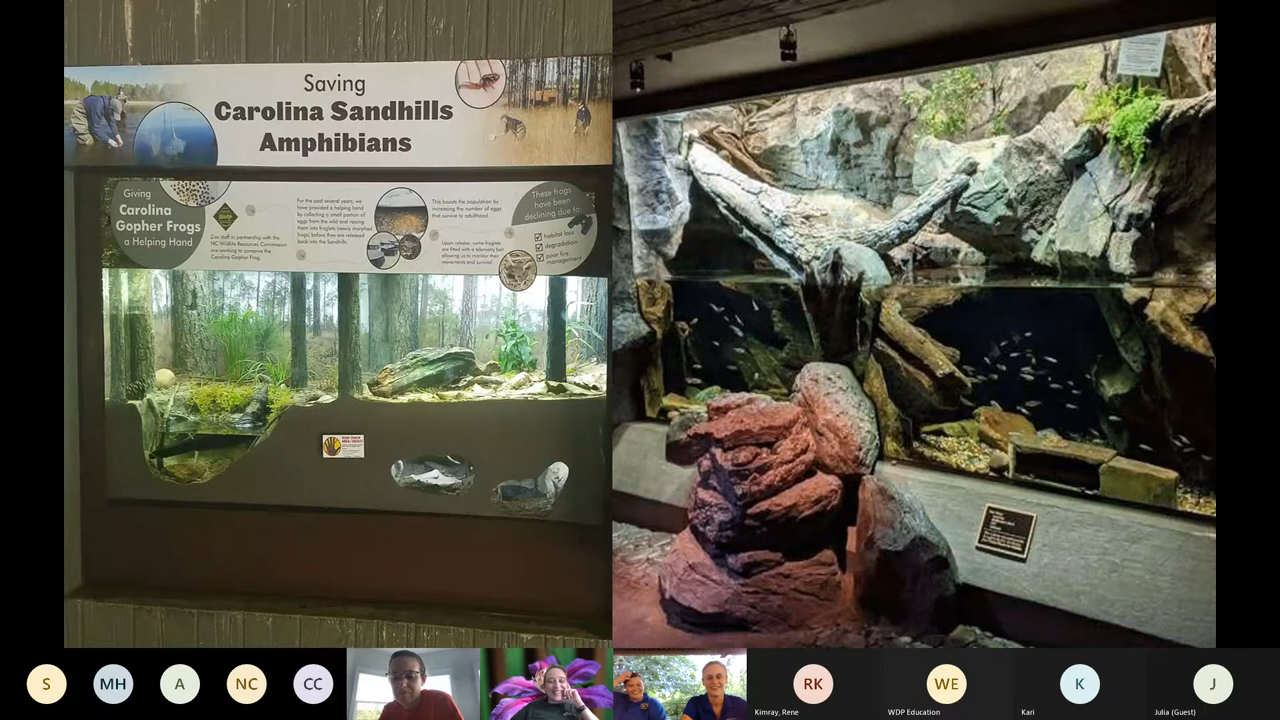 Saving
Carolina Sandhills
Amphibians
Giving
Carolina
Gopher Frogs
a Helping Hand
Zoo staff in partnership with the
NC Wildlife Resources Commission
are working to conserve the
Carolina Gopher Frog.
For the past several years, we
have provided a helping hand
by collecting a small portion of
eggs from the wild and raising
them into froglets (newly morphed
frogs) before they are released
back into the Sandhills.
This boosts the population by
increasing the number of eggs
that survive to adulthood.
Upon release, some froglets
are fitted with a telemetry belt
allowing us to monitor their
movements and survival.
These frogs
have been
declining due to:
habitat loss
degradation
poor fire
management
S
MH
A
NC
CC
RK
Kimray, Rene
WE
WDP Education
K
Kari
J
Julia (Guest)